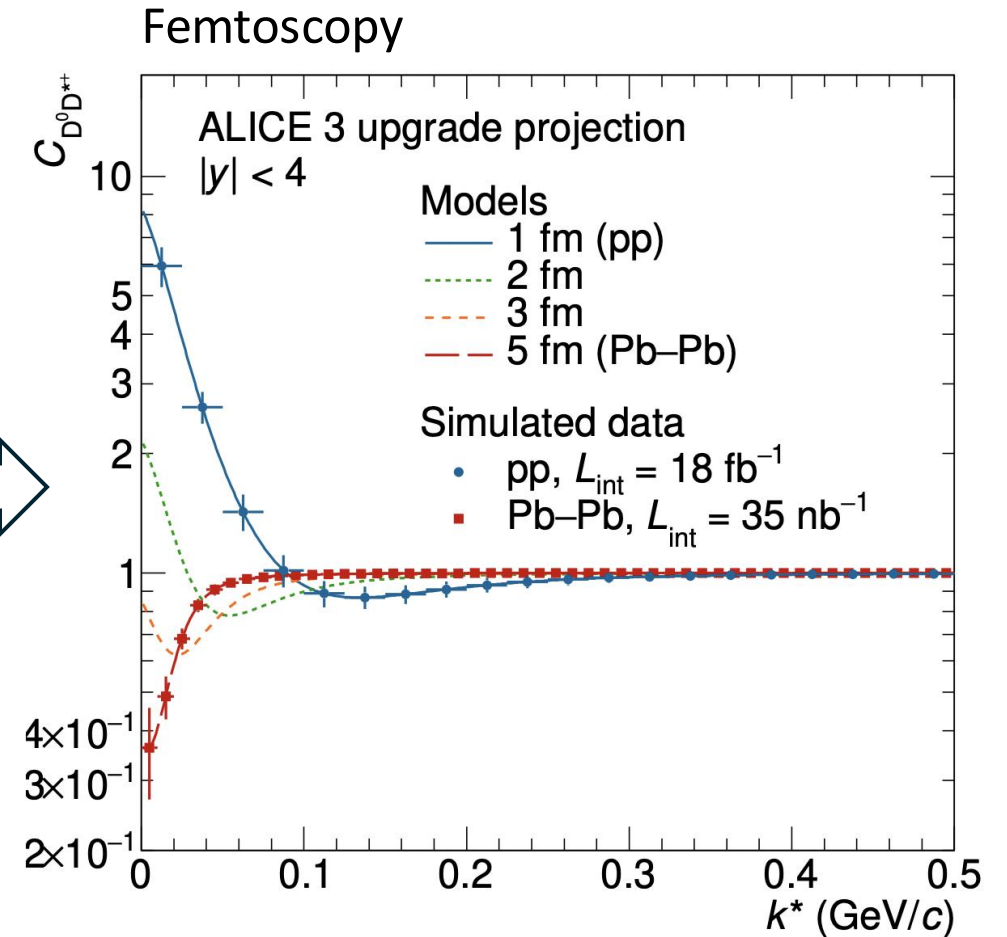 Femtoscopy
C_{D⁰D*⁺}
ALICE 3 upgrade projection
|y| < 4
Models
1 fm (pp)
2 fm
3 fm
5 fm (Pb–Pb)
Simulated data
pp, L_int = 18 fb⁻¹
Pb–Pb, L_int = 35 nb⁻¹
10
5
4
3
2
1
4×10⁻¹
3×10⁻¹
2×10⁻¹
0 0.1 0.2 0.3 0.4 0.5
k* (GeV/c)